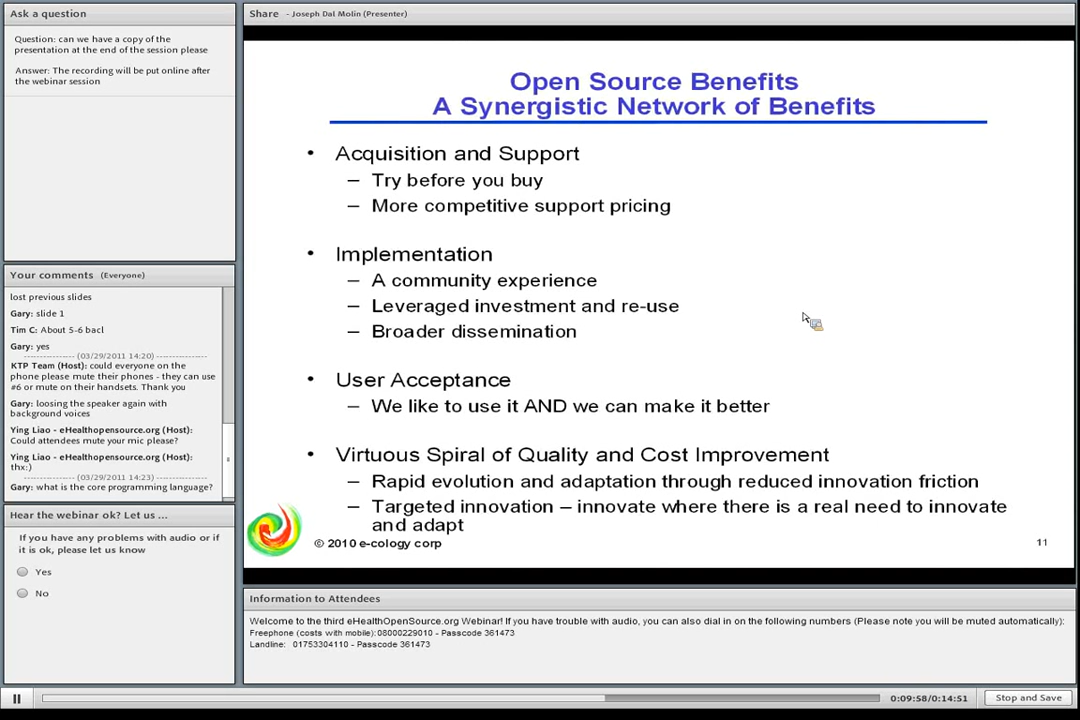 Ask a question
Question: can we have a copy of the
presentation at the end of the session please
Answer: The recording will be put online after
the webinar session
Your comments (Everyone)
lost previous slides
Gary: slide 1
Tim C: About 5-6 bacl
Gary: yes
---------------- (03/29/2011 14:20) ----------------
KTP Team (Host): could everyone on the
phone please mute their phones - they can use
#6 or mute on their handsets. Thank you
Gary: loosing the speaker again with
background voices
Ying Liao - eHealthopensource.org (Host):
Could attendees mute your mic please?
Ying Liao - eHealthopensource.org (Host):
thx:)
---------------- (03/29/2011 14:23) ----------------
Gary: what is the core programming language?
Hear the webinar ok? Let us ...
If you have any problems with audio or if
it is ok, please let us know
Yes
No
Share - Joseph Dal Molin (Presenter)
Open Source Benefits
A Synergistic Network of Benefits
• Acquisition and Support
– Try before you buy
– More competitive support pricing
• Implementation
– A community experience
– Leveraged investment and re-use
– Broader dissemination
• User Acceptance
– We like to use it AND we can make it better
• Virtuous Spiral of Quality and Cost Improvement
– Rapid evolution and adaptation through reduced innovation friction
– Targeted innovation – innovate where there is a real need to innovate
and adapt
© 2010 e-cology corp
11
Information to Attendees
Welcome to the third eHealthOpenSource.org Webinar! If you have trouble with audio, you can also dial in on the following numbers (Please note you will be muted automatically):
Freephone (costs with mobile):08000229010 - Passcode 361473
Landline: 01753304110 - Passcode 361473
0:09:58/0:14:51
Stop and Save